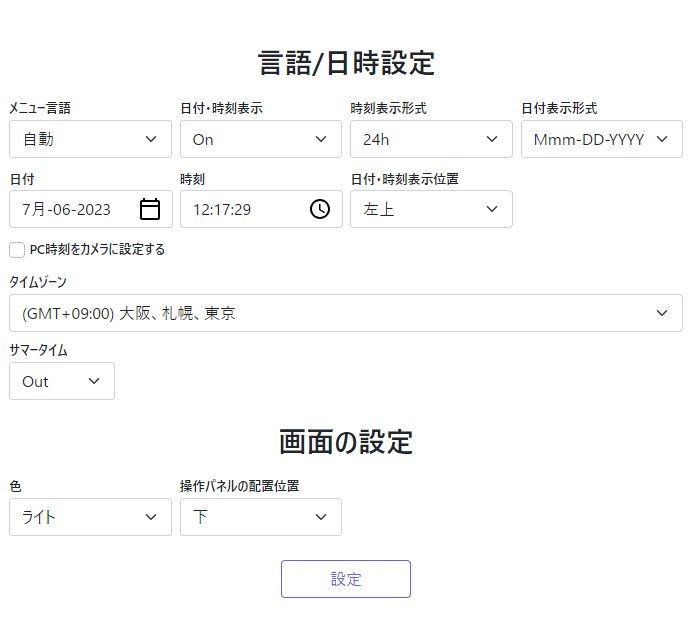 言語/日時設定
メニュー言語 日付・時刻表示 時刻表示形式 日付表示形式
自動 On 24h Mmm-DD-YYYY
日付 時刻 日付・時刻表示位置
7月-06-2023 12:17:29 左上
PC時刻をカメラに設定する
タイムゾーン
(GMT+09:00) 大阪、札幌、東京
サマータイム
Out
画面の設定
色 操作パネルの配置位置
ライト 下
設定